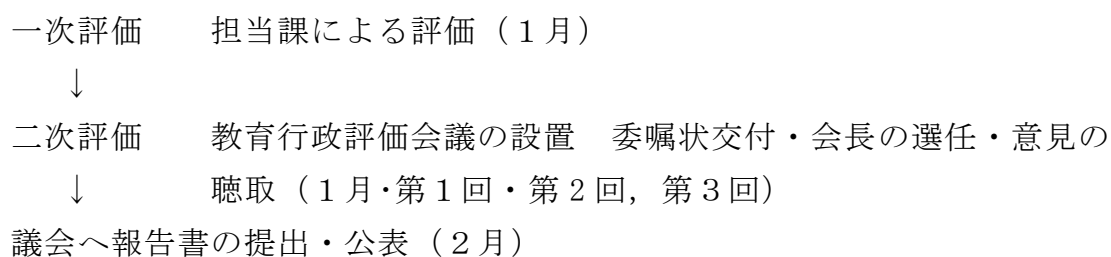 一次評価　　担当課による評価（１月）
↓
二次評価　　教育行政評価会議の設置　委嘱状交付・会長の選任・意見の
↓　　　　聴取（１月・第１回・第２回，第３回）
議会へ報告書の提出・公表（２月）